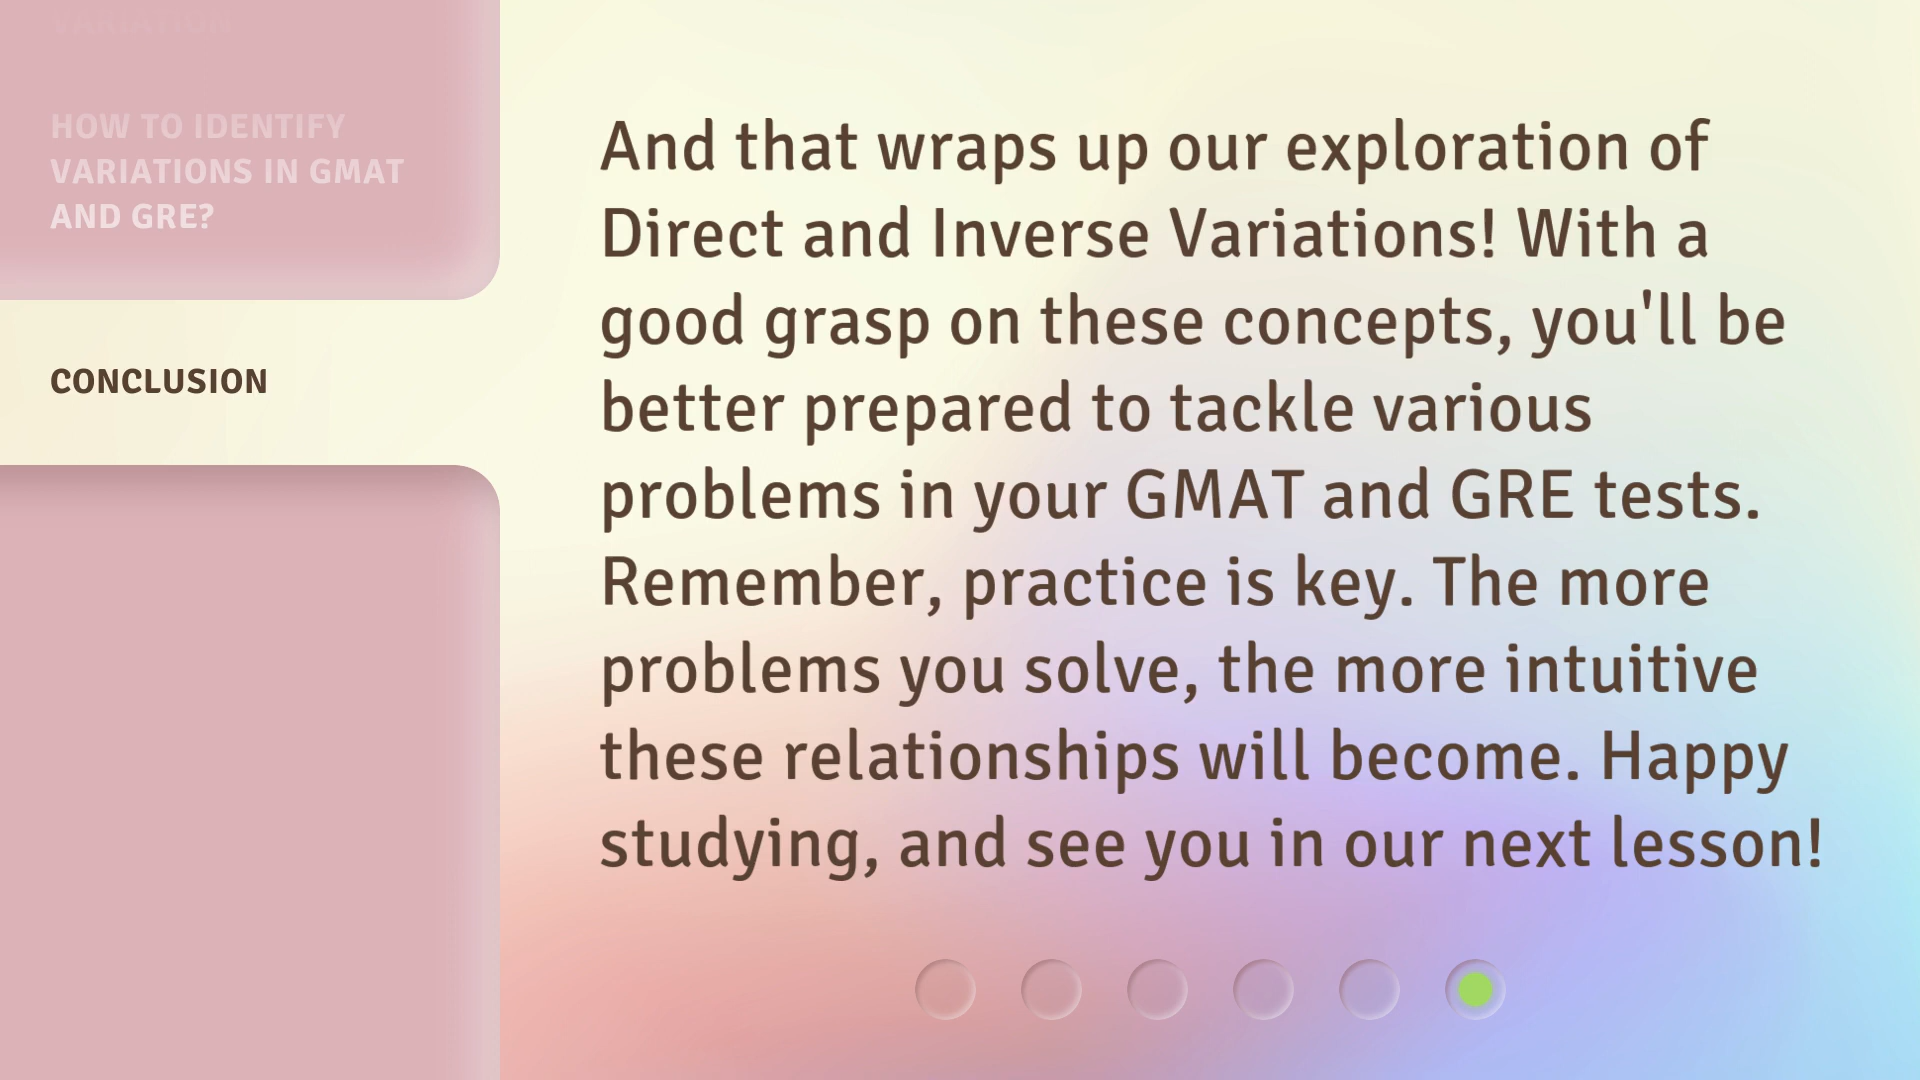 VARIATION
HOW TO IDENTIFY
VARIATIONS IN GMAT
AND GRE?
CONCLUSION
And that wraps up our exploration of
Direct and Inverse Variations! With a
good grasp on these concepts, you'll be
better prepared to tackle various
problems in your GMAT and GRE tests.
Remember, practice is key. The more
problems you solve, the more intuitive
these relationships will become. Happy
studying, and see you in our next lesson!